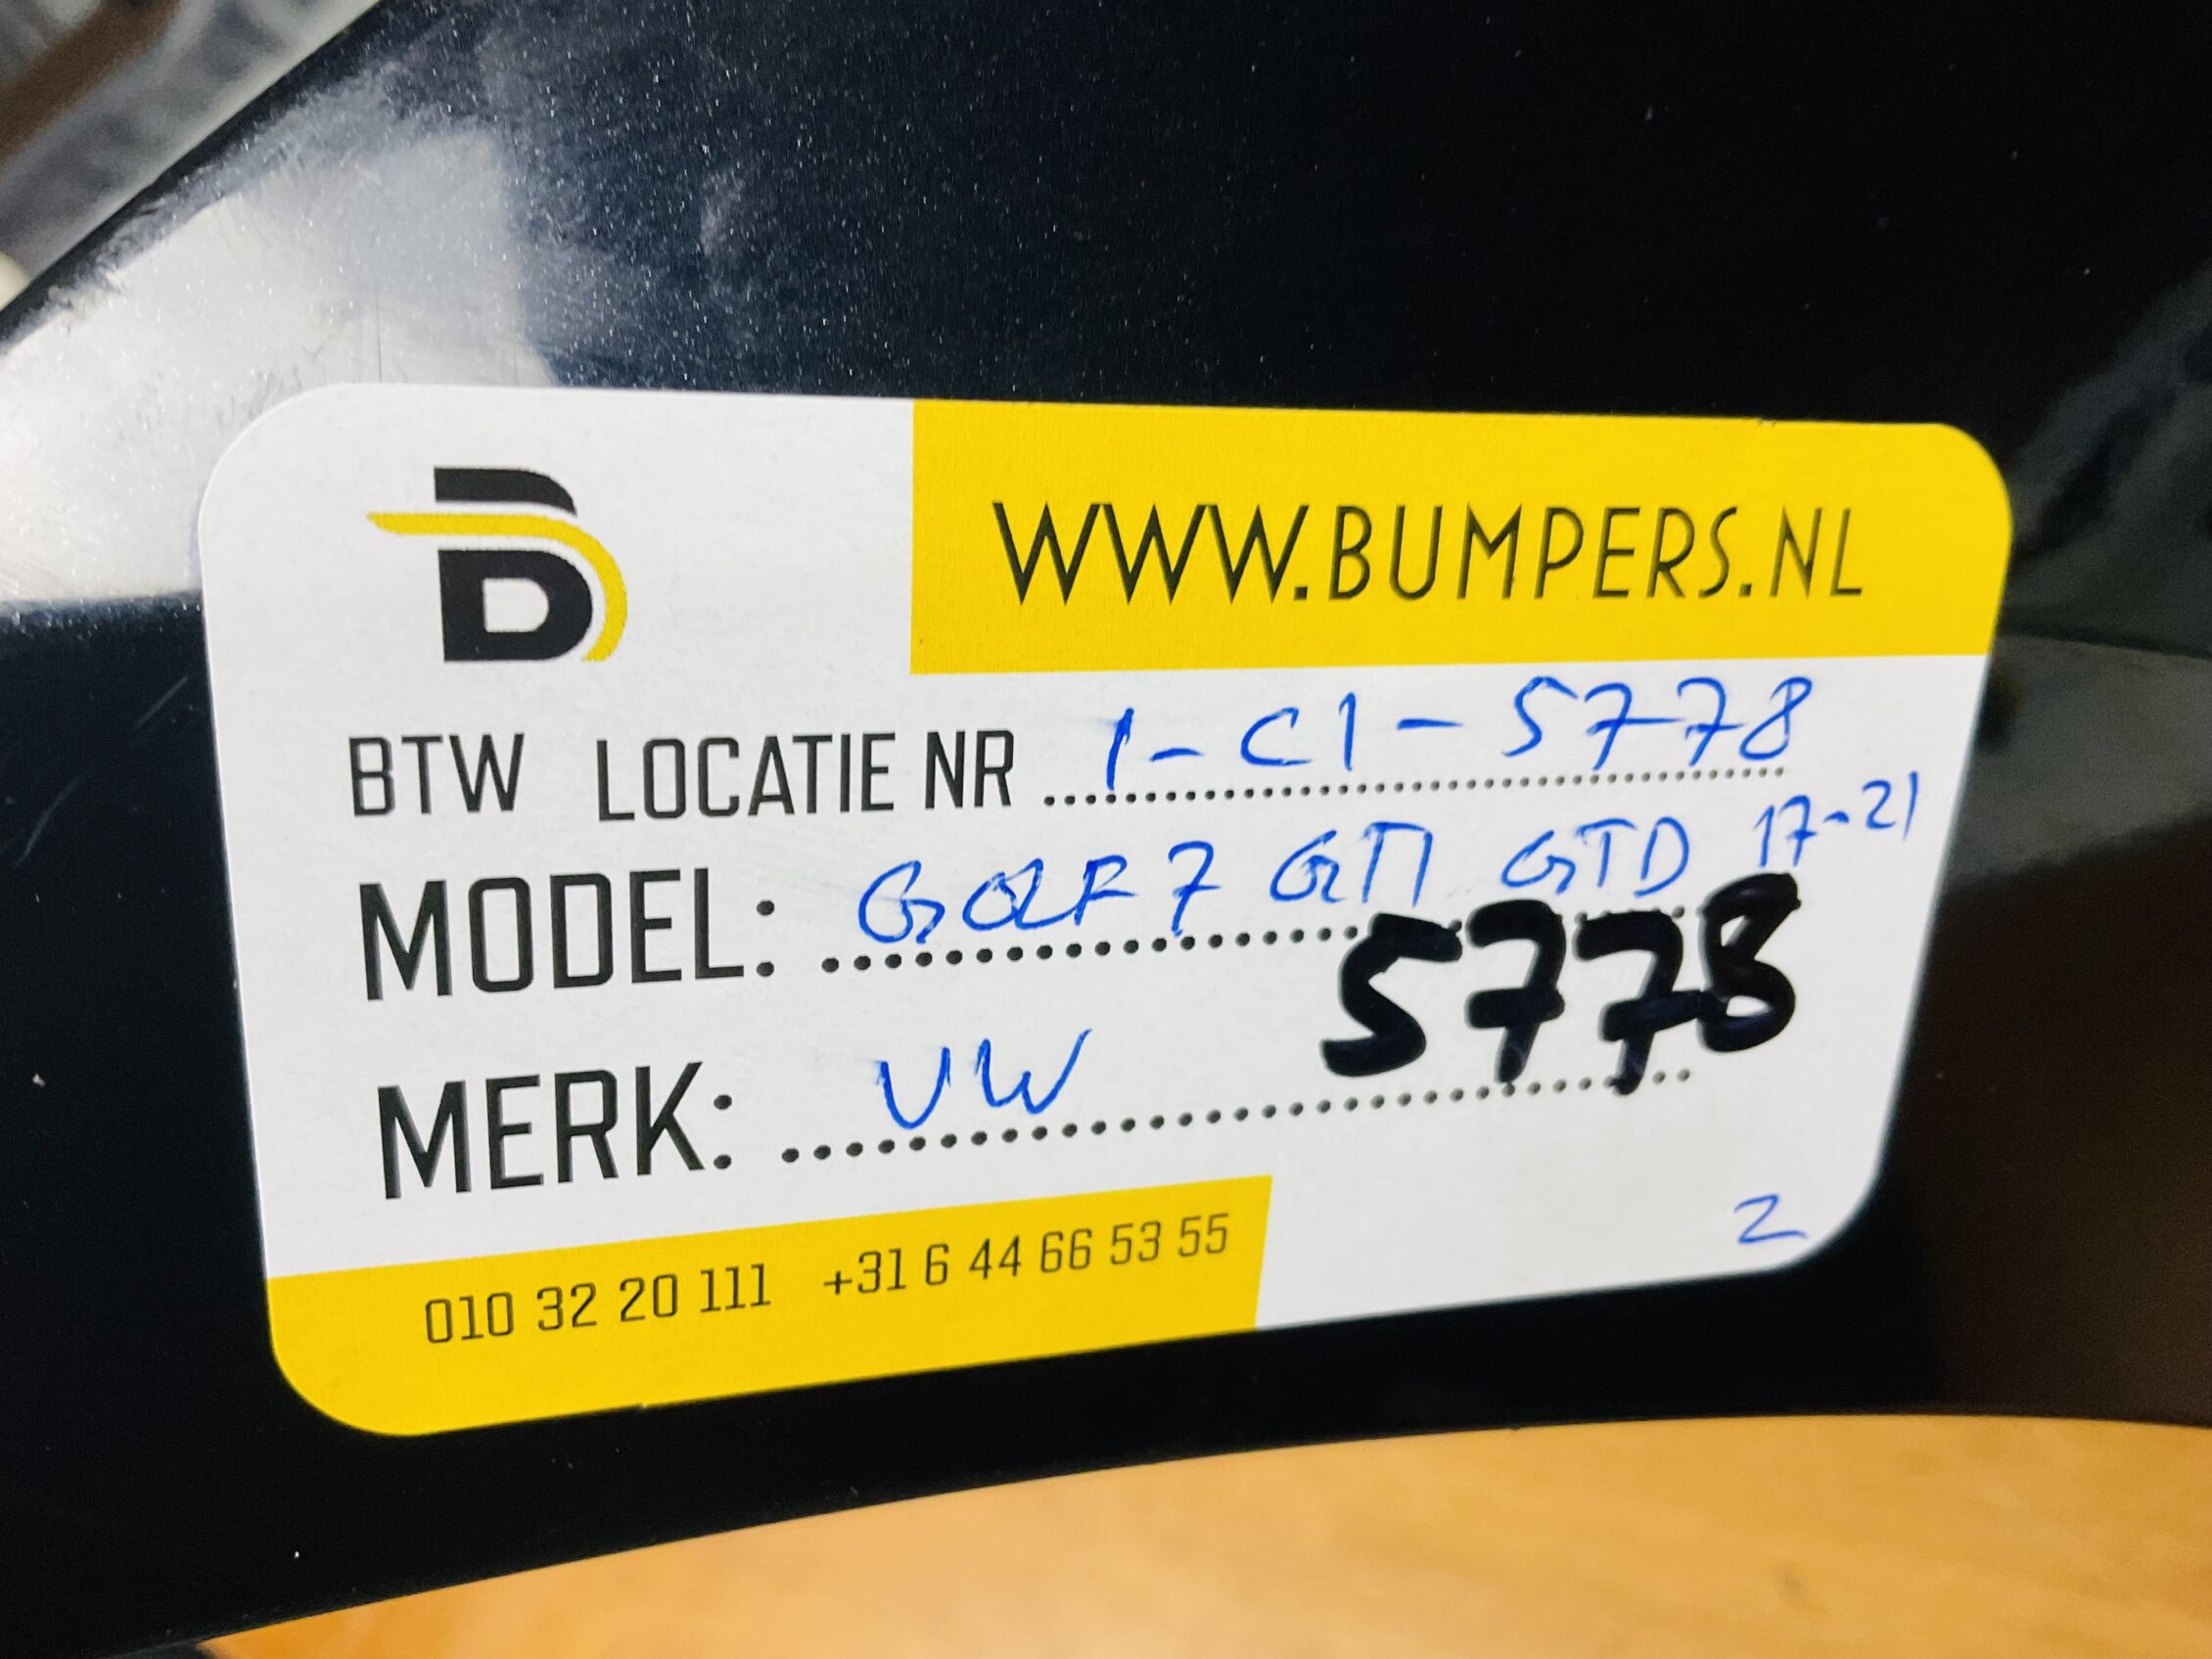 WWW.BUMPERS.NL
BTW LOCATIE NR 1-C1-5778
MODEL: GOLF 7 GTI GTD 17-21
5778
MERK: VW
2
010 32 20 111 +31 6 44 66 53 55